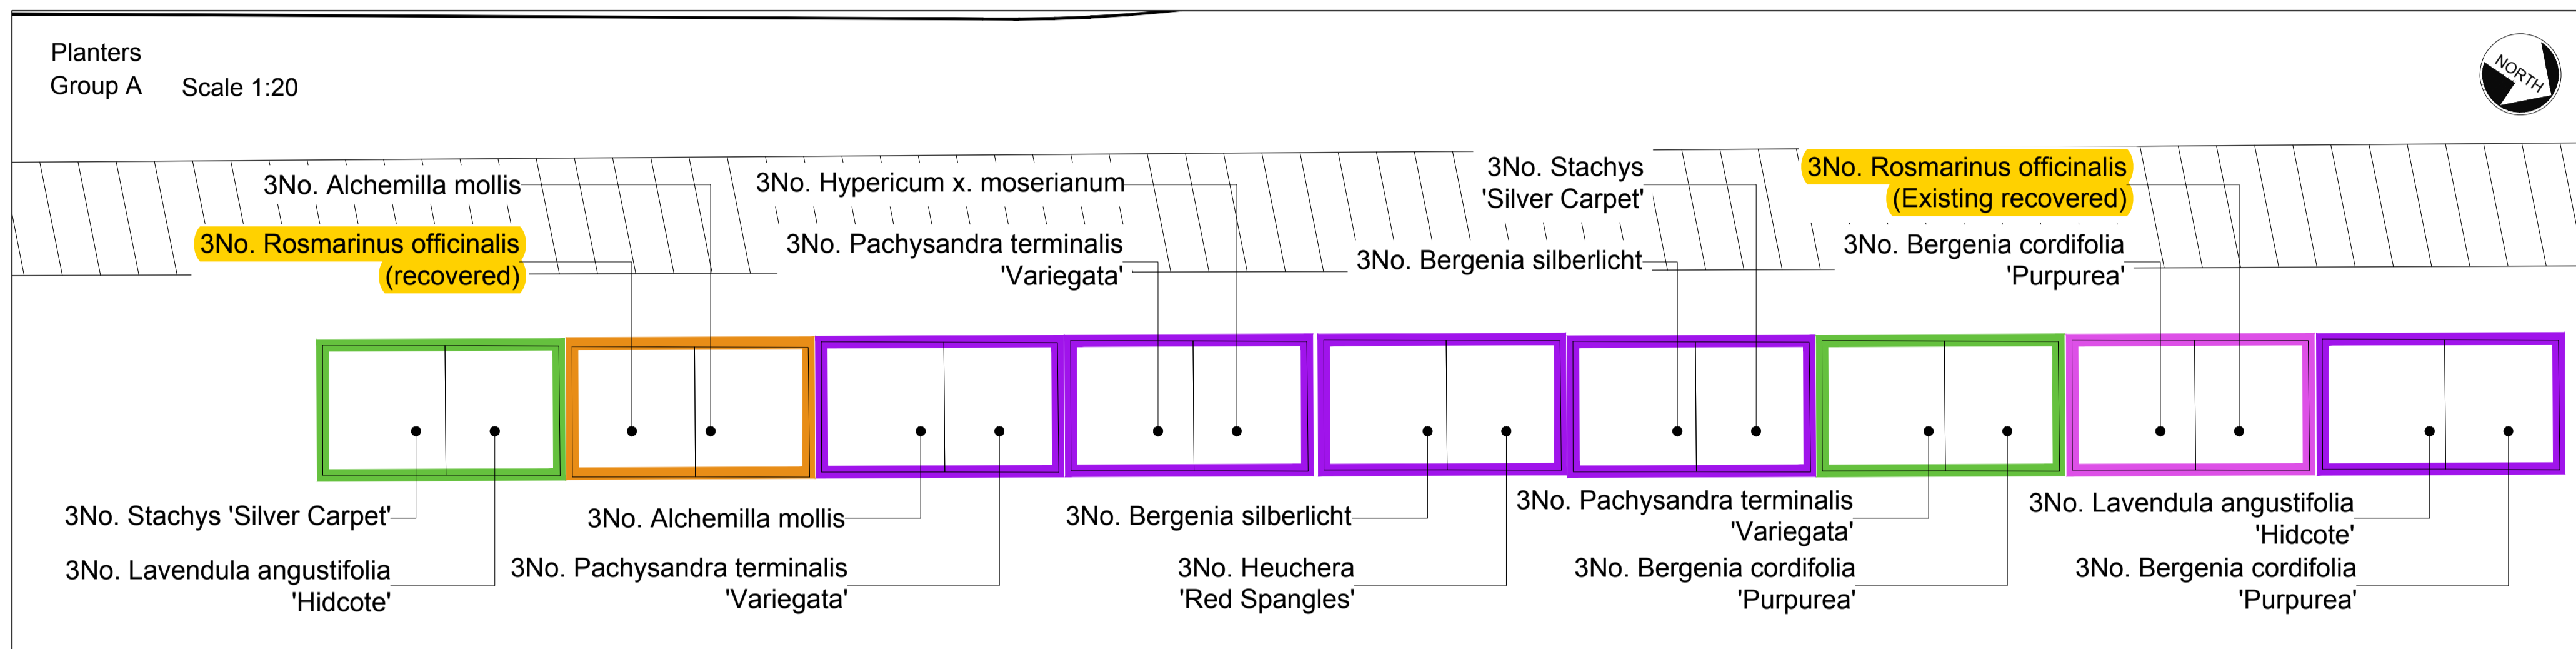 Planters
Group A
Scale 1:20
NORTH
3No. Alchemilla mollis
3No. Rosmarinus officinalis
(recovered)
3No. Hypericum x. moserianum
3No. Pachysandra terminalis
'Variegata'
3No. Stachys
'Silver Carpet'
3No. Bergenia silberlicht
3No. Rosmarinus officinalis
(Existing recovered)
3No. Bergenia cordifolia
'Purpurea'
3No. Stachys 'Silver Carpet'
3No. Lavendula angustifolia
'Hidcote'
3No. Alchemilla mollis
3No. Pachysandra terminalis
'Variegata'
3No. Bergenia silberlicht
3No. Heuchera
'Red Spangles'
3No. Pachysandra terminalis
'Variegata'
3No. Bergenia cordifolia
'Purpurea'
3No. Lavendula angustifolia
'Hidcote'
3No. Bergenia cordifolia
'Purpurea'